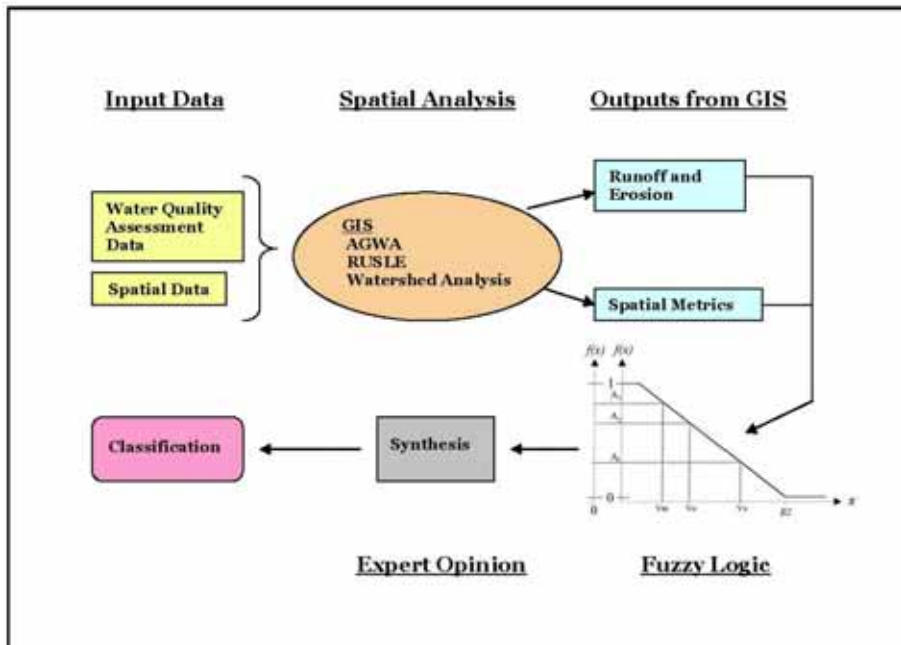 Input Data
Spatial Analysis
Outputs from GIS
Water Quality
Assessment
Data
Spatial Data
GIS
AGWA
RUSLE
Watershed Analysis
Runoff and
Erosion
Spatial Metrics
f(x) f(x)
1
0
0
x
Classification
Synthesis
Expert Opinion
Fuzzy Logic